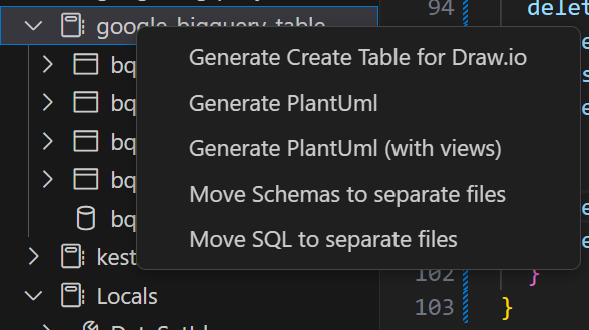 google_bigquery_table
94
delet
Generate Create Table for Draw.io
bq
Generate PlantUml
bq
Generate PlantUml (with views)
bq
Move Schemas to separate files
bq
Move SQL to separate files
bq
kest
102 }
Locals
103 }